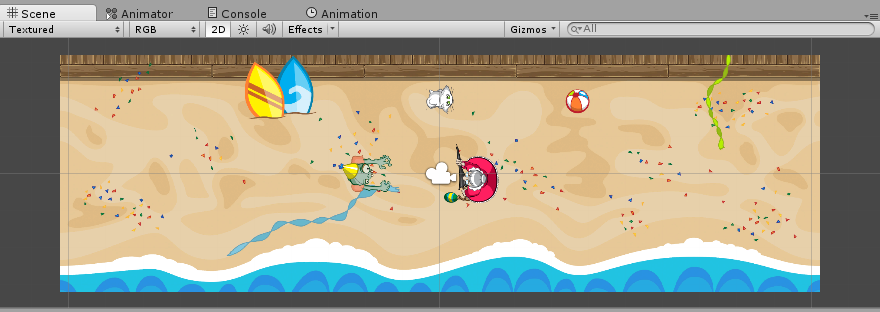 Scene Animator Console Animation
Textured RGB 2D Effects Gizmos All